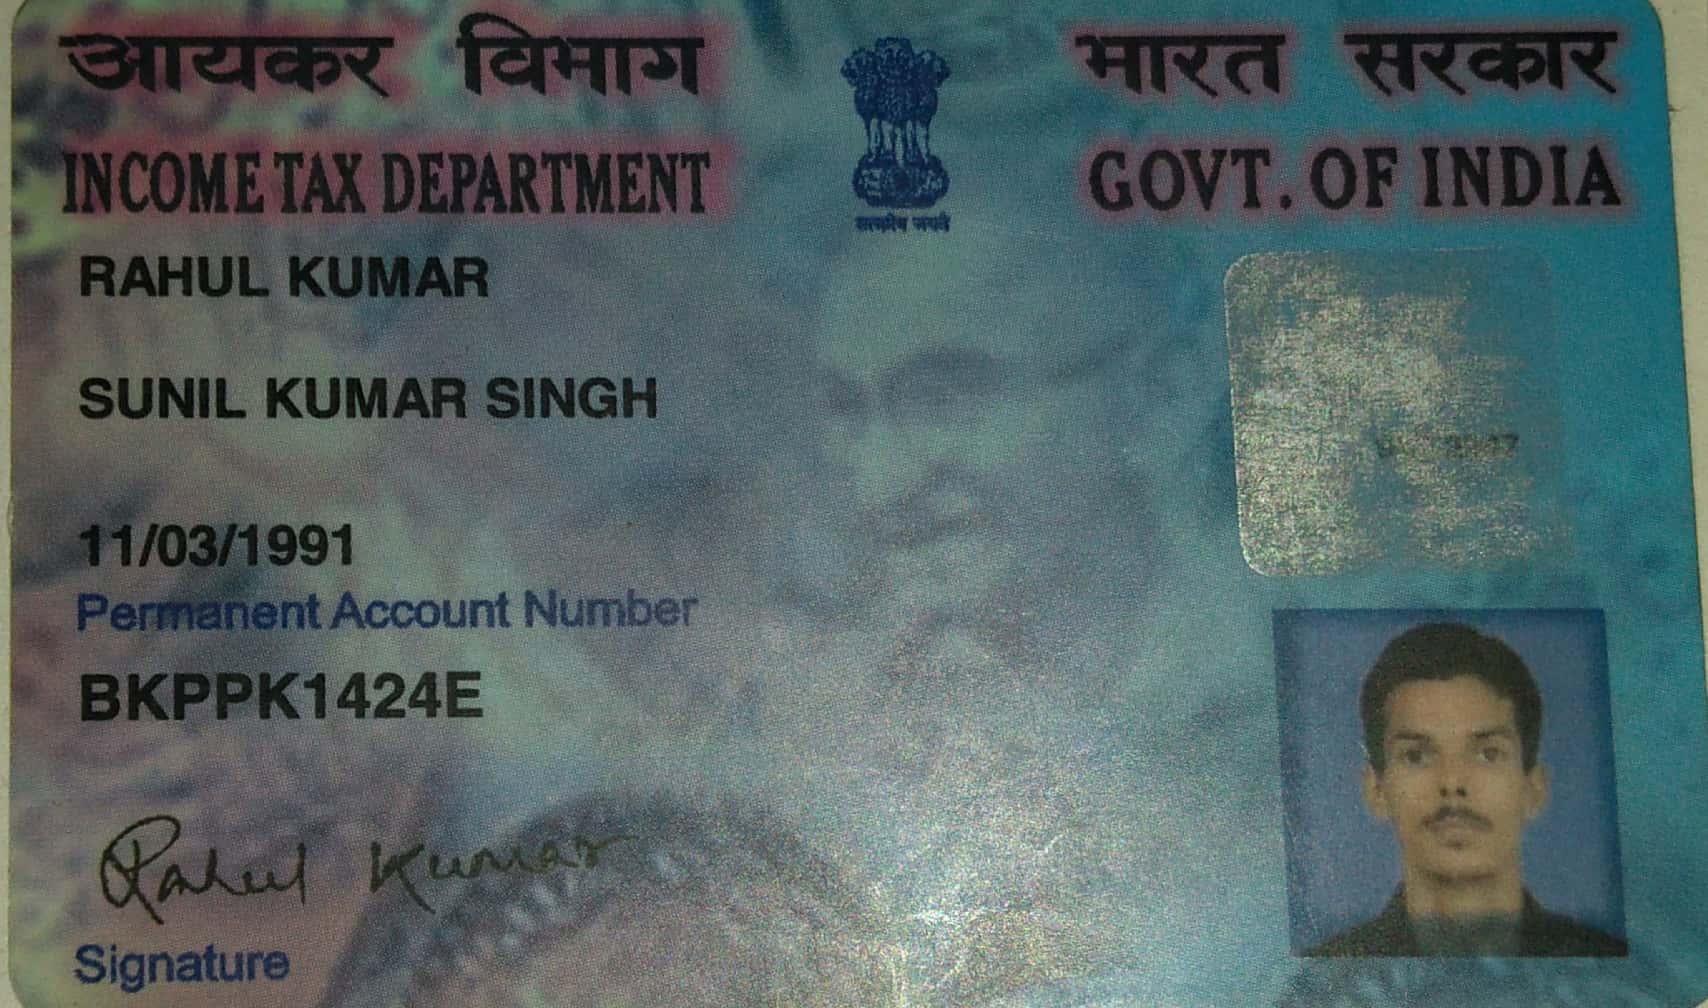 आयकर विभाग
भारत सरकार
INCOME TAX DEPARTMENT
GOVT. OF INDIA
सत्यमेव जयते
RAHUL KUMAR
SUNIL KUMAR SINGH
11/03/1991
Permanent Account Number
BKPPK1424E
Rahul Kumar
Signature